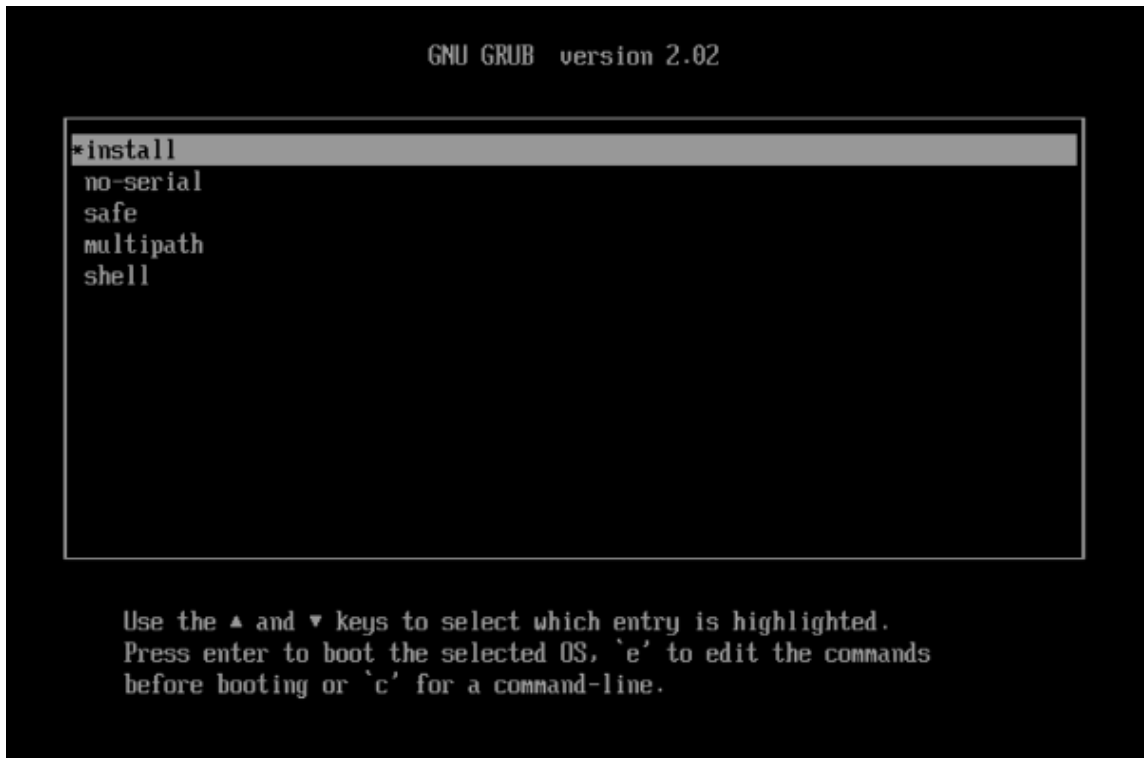 GNU GRUB version 2.02
*install
no-serial
safe
multipath
shell
Use the ▲ and ▼ keys to select which entry is highlighted.
Press enter to boot the selected OS, `e' to edit the commands
before booting or `c' for a command-line.